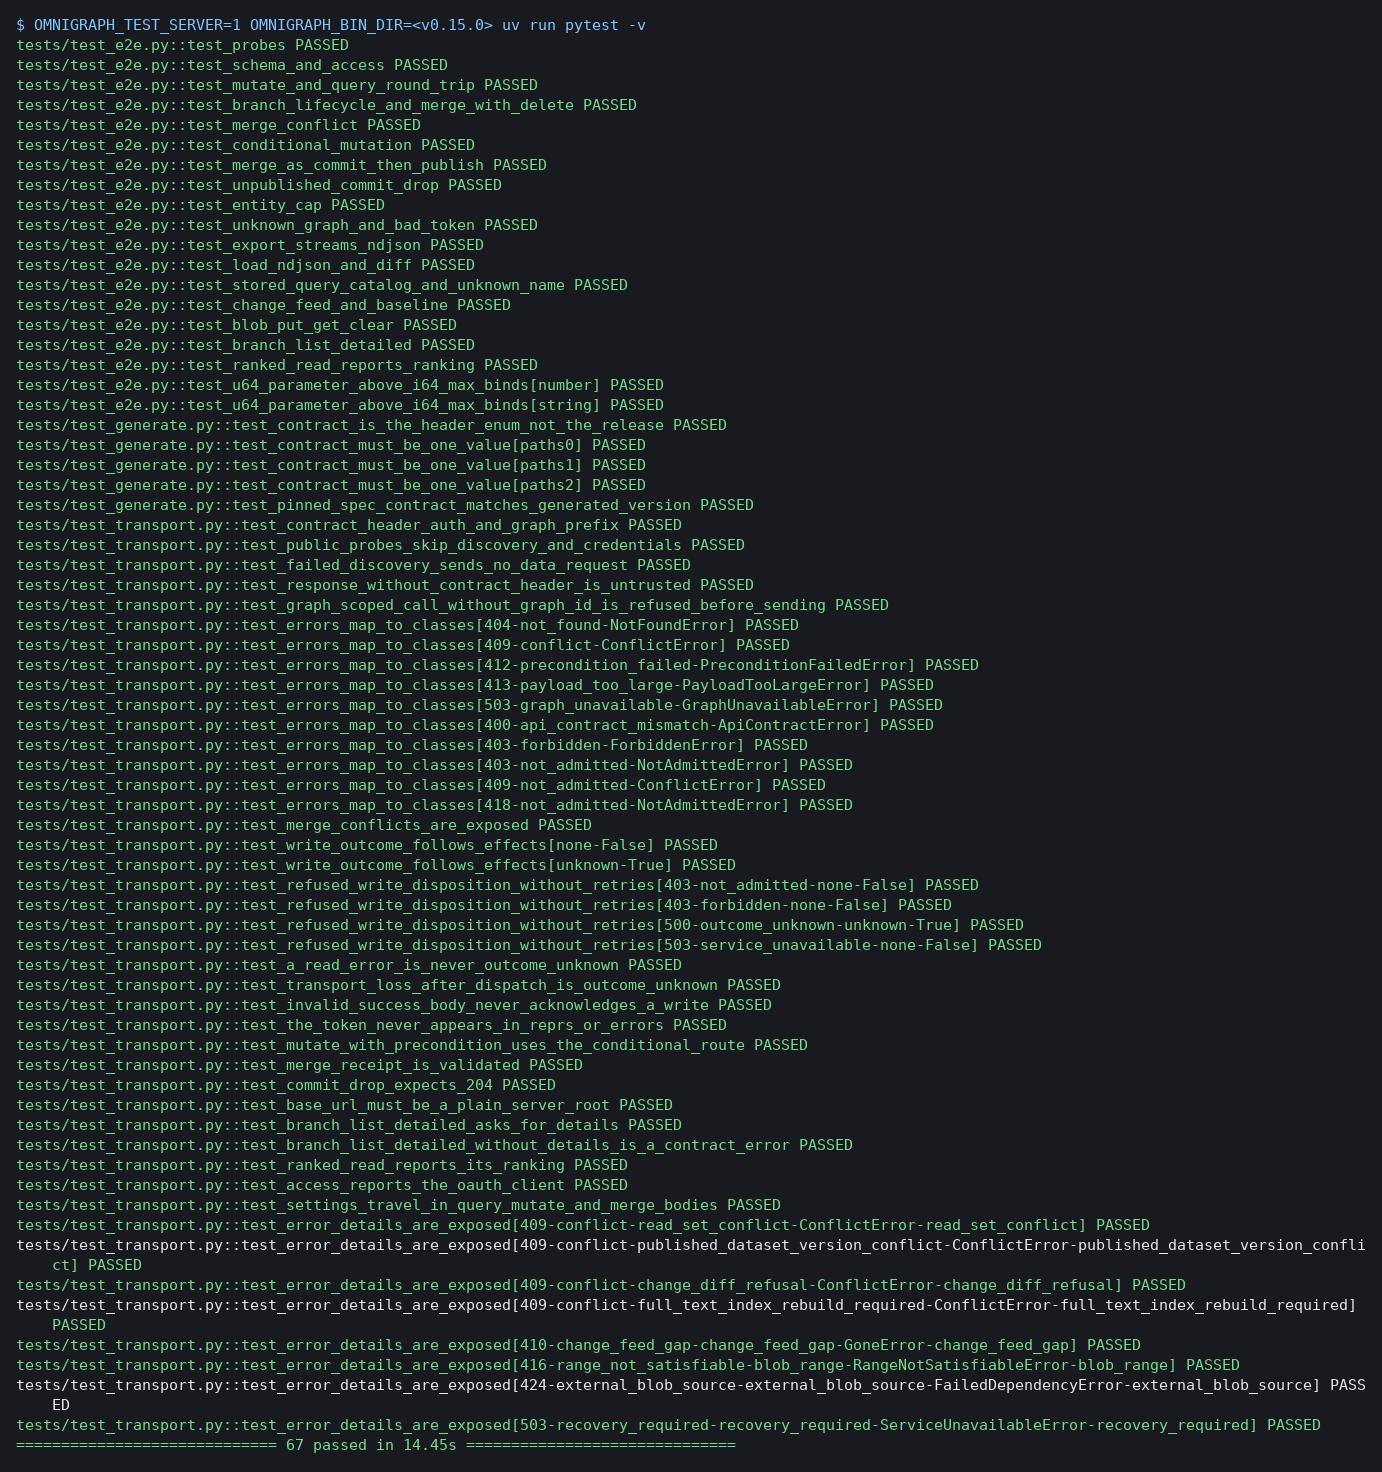 $ OMNIGRAPH_TEST_SERVER=1 OMNIGRAPH_BIN_DIR=<v0.15.0> uv run pytest -v
tests/test_e2e.py::test_probes PASSED
tests/test_e2e.py::test_schema_and_access PASSED
tests/test_e2e.py::test_mutate_and_query_round_trip PASSED
tests/test_e2e.py::test_branch_lifecycle_and_merge_with_delete PASSED
tests/test_e2e.py::test_merge_conflict PASSED
tests/test_e2e.py::test_conditional_mutation PASSED
tests/test_e2e.py::test_merge_as_commit_then_publish PASSED
tests/test_e2e.py::test_unpublished_commit_drop PASSED
tests/test_e2e.py::test_entity_cap PASSED
tests/test_e2e.py::test_unknown_graph_and_bad_token PASSED
tests/test_e2e.py::test_export_streams_ndjson PASSED
tests/test_e2e.py::test_load_ndjson_and_diff PASSED
tests/test_e2e.py::test_stored_query_catalog_and_unknown_name PASSED
tests/test_e2e.py::test_change_feed_and_baseline PASSED
tests/test_e2e.py::test_blob_put_get_clear PASSED
tests/test_e2e.py::test_branch_list_detailed PASSED
tests/test_e2e.py::test_ranked_read_reports_ranking PASSED
tests/test_e2e.py::test_u64_parameter_above_i64_max_binds[number] PASSED
tests/test_e2e.py::test_u64_parameter_above_i64_max_binds[string] PASSED
tests/test_generate.py::test_contract_is_the_header_enum_not_the_release PASSED
tests/test_generate.py::test_contract_must_be_one_value[paths0] PASSED
tests/test_generate.py::test_contract_must_be_one_value[paths1] PASSED
tests/test_generate.py::test_contract_must_be_one_value[paths2] PASSED
tests/test_generate.py::test_pinned_spec_contract_matches_generated_version PASSED
tests/test_transport.py::test_contract_header_auth_and_graph_prefix PASSED
tests/test_transport.py::test_public_probes_skip_discovery_and_credentials PASSED
tests/test_transport.py::test_failed_discovery_sends_no_data_request PASSED
tests/test_transport.py::test_response_without_contract_header_is_untrusted PASSED
tests/test_transport.py::test_graph_scoped_call_without_graph_id_is_refused_before_sending PASSED
tests/test_transport.py::test_errors_map_to_classes[404-not_found-NotFoundError] PASSED
tests/test_transport.py::test_errors_map_to_classes[409-conflict-ConflictError] PASSED
tests/test_transport.py::test_errors_map_to_classes[412-precondition_failed-PreconditionFailedError] PASSED
tests/test_transport.py::test_errors_map_to_classes[413-payload_too_large-PayloadTooLargeError] PASSED
tests/test_transport.py::test_errors_map_to_classes[503-graph_unavailable-GraphUnavailableError] PASSED
tests/test_transport.py::test_errors_map_to_classes[400-api_contract_mismatch-ApiContractError] PASSED
tests/test_transport.py::test_errors_map_to_classes[403-forbidden-ForbiddenError] PASSED
tests/test_transport.py::test_errors_map_to_classes[403-not_admitted-NotAdmittedError] PASSED
tests/test_transport.py::test_errors_map_to_classes[409-not_admitted-ConflictError] PASSED
tests/test_transport.py::test_errors_map_to_classes[418-not_admitted-NotAdmittedError] PASSED
tests/test_transport.py::test_merge_conflicts_are_exposed PASSED
tests/test_transport.py::test_write_outcome_follows_effects[none-False] PASSED
tests/test_transport.py::test_write_outcome_follows_effects[unknown-True] PASSED
tests/test_transport.py::test_refused_write_disposition_without_retries[403-not_admitted-none-False] PASSED
tests/test_transport.py::test_refused_write_disposition_without_retries[403-forbidden-none-False] PASSED
tests/test_transport.py::test_refused_write_disposition_without_retries[500-outcome_unknown-unknown-True] PASSED
tests/test_transport.py::test_refused_write_disposition_without_retries[503-service_unavailable-none-False] PASSED
tests/test_transport.py::test_a_read_error_is_never_outcome_unknown PASSED
tests/test_transport.py::test_transport_loss_after_dispatch_is_outcome_unknown PASSED
tests/test_transport.py::test_invalid_success_body_never_acknowledges_a_write PASSED
tests/test_transport.py::test_the_token_never_appears_in_reprs_or_errors PASSED
tests/test_transport.py::test_mutate_with_precondition_uses_the_conditional_route PASSED
tests/test_transport.py::test_merge_receipt_is_validated PASSED
tests/test_transport.py::test_commit_drop_expects_204 PASSED
tests/test_transport.py::test_base_url_must_be_a_plain_server_root PASSED
tests/test_transport.py::test_branch_list_detailed_asks_for_details PASSED
tests/test_transport.py::test_branch_list_detailed_without_details_is_a_contract_error PASSED
tests/test_transport.py::test_ranked_read_reports_its_ranking PASSED
tests/test_transport.py::test_access_reports_the_oauth_client PASSED
tests/test_transport.py::test_settings_travel_in_query_mutate_and_merge_bodies PASSED
tests/test_transport.py::test_error_details_are_exposed[409-conflict-read_set_conflict-ConflictError-read_set_conflict] PASSED
tests/test_transport.py::test_error_details_are_exposed[409-conflict-published_dataset_version_conflict-ConflictError-published_dataset_version_confli
ct] PASSED
tests/test_transport.py::test_error_details_are_exposed[409-conflict-change_diff_refusal-ConflictError-change_diff_refusal] PASSED
tests/test_transport.py::test_error_details_are_exposed[409-conflict-full_text_index_rebuild_required-ConflictError-full_text_index_rebuild_required]
PASSED
tests/test_transport.py::test_error_details_are_exposed[410-change_feed_gap-change_feed_gap-GoneError-change_feed_gap] PASSED
tests/test_transport.py::test_error_details_are_exposed[416-range_not_satisfiable-blob_range-RangeNotSatisfiableError-blob_range] PASSED
tests/test_transport.py::test_error_details_are_exposed[424-external_blob_source-external_blob_source-FailedDependencyError-external_blob_source] PASS
ED
tests/test_transport.py::test_error_details_are_exposed[503-recovery_required-recovery_required-ServiceUnavailableError-recovery_required] PASSED
============================= 67 passed in 14.45s ==============================